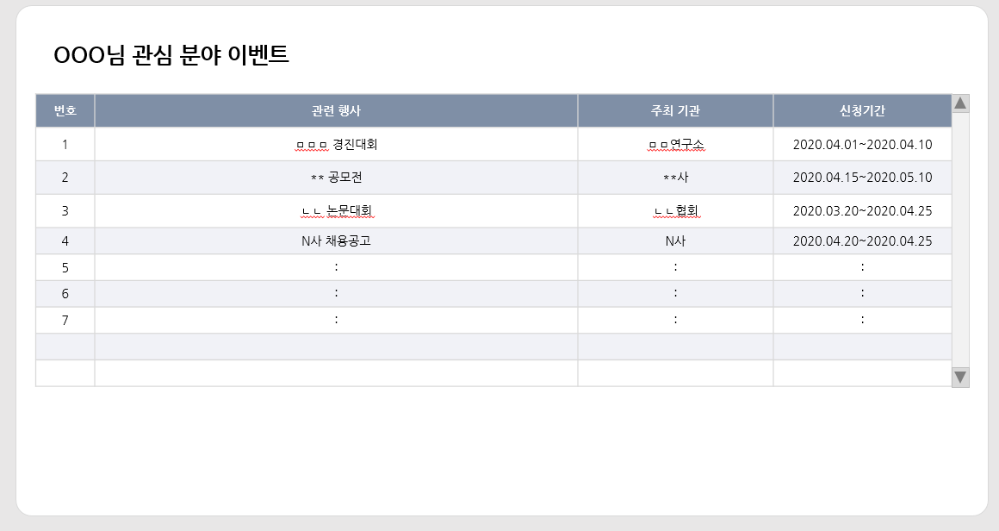 OOO님 관심 분야 이벤트
번호 관련 행사 주최 기관 신청기간
1 ㅁㅁㅁ 경진대회 ㅁㅁ연구소 2020.04.01~2020.04.10
2 ** 공모전 **사 2020.04.15~2020.05.10
3 ㄴㄴ 논문대회 ㄴㄴ협회 2020.03.20~2020.04.25
4 N사 채용공고 N사 2020.04.20~2020.04.25
5 : : :
6 : : :
7 : : :